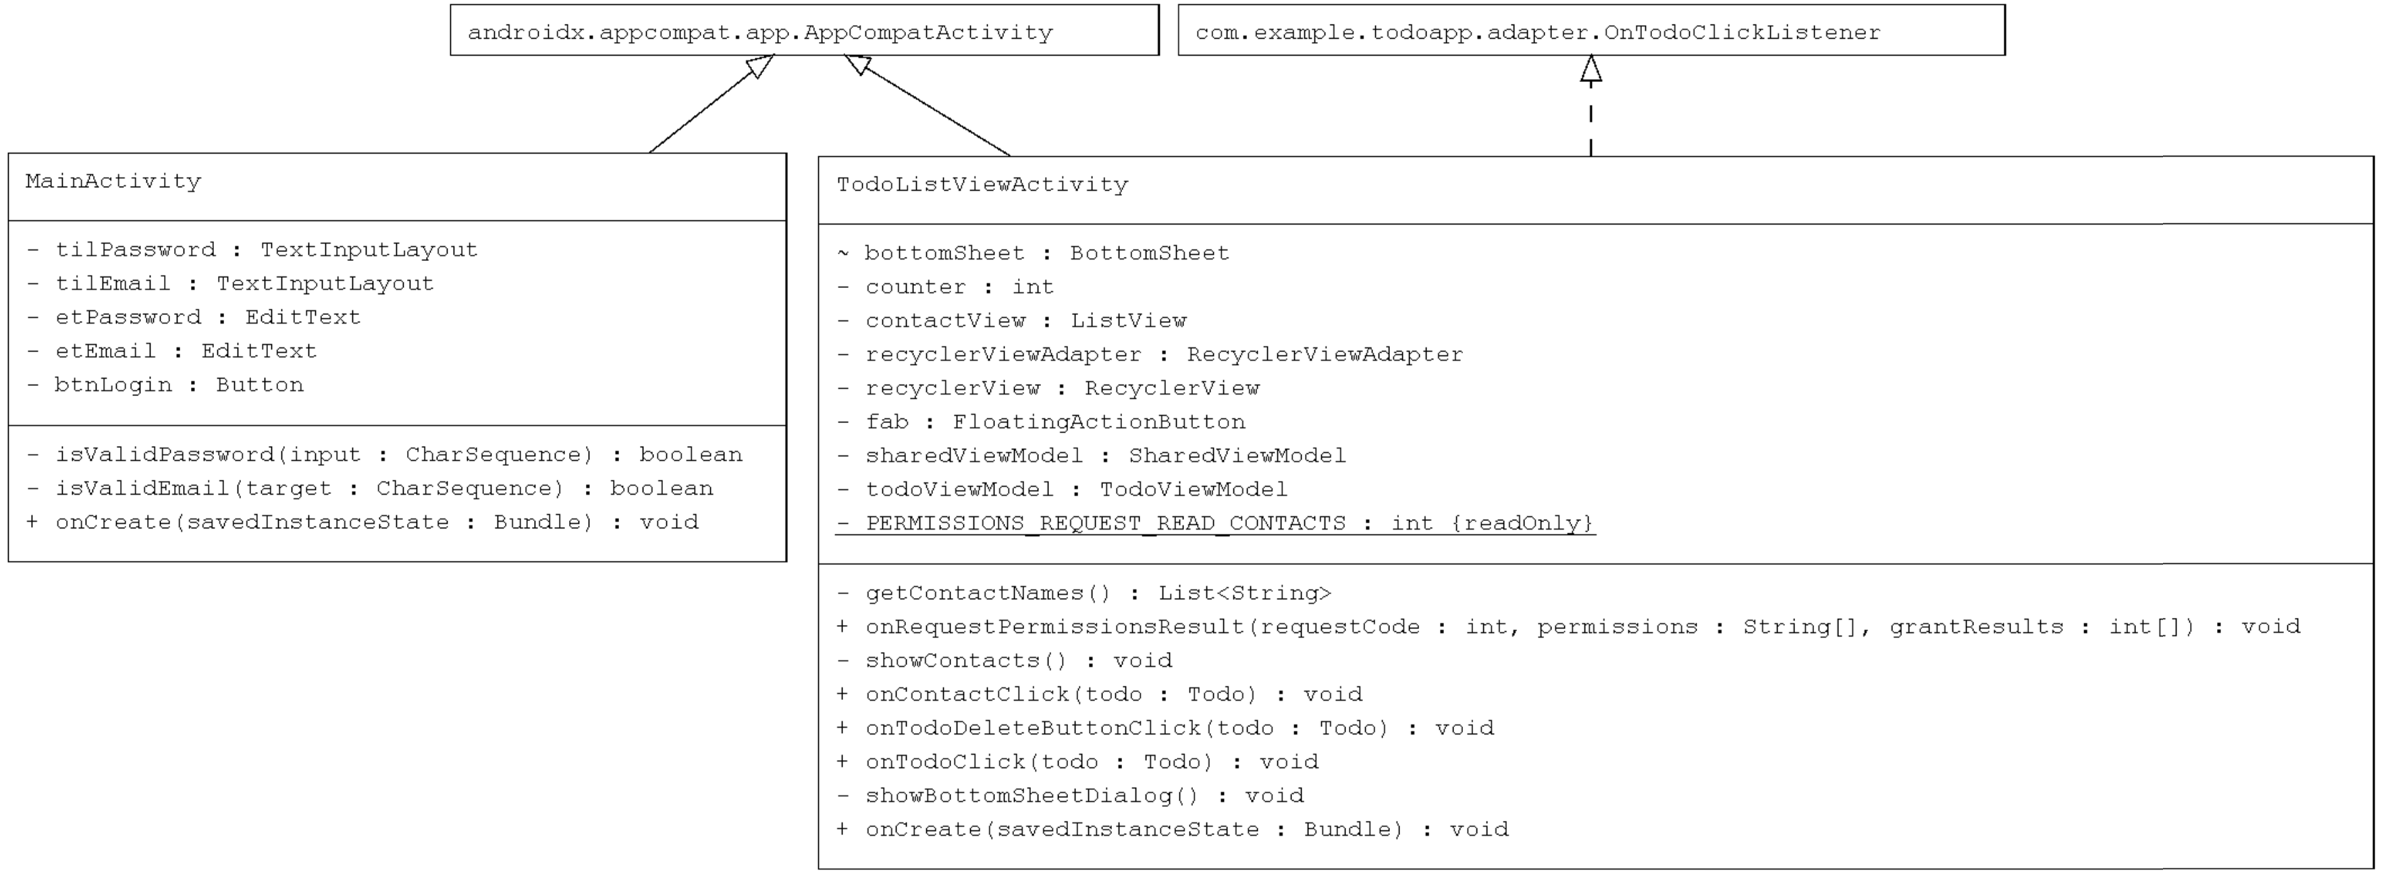 androidx.appcompat.app.AppCompatActivity
com.example.todoapp.adapter.OnTodoClickListener
MainActivity
- tilPassword : TextInputLayout
- tilEmail : TextInputLayout
- etPassword : EditText
- etEmail : EditText
- btnLogin : Button
- isValidPassword(input : CharSequence) : boolean
- isValidEmail(target : CharSequence) : boolean
+ onCreate(savedInstanceState : Bundle) : void
TodoListViewActivity
~ bottomSheet : BottomSheet
- counter : int
- contactView : ListView
- recyclerViewAdapter : RecyclerViewAdapter
- recyclerView : RecyclerView
- fab : FloatingActionButton
- sharedViewModel : SharedViewModel
- todoViewModel : TodoViewModel
- PERMISSIONS_REQUEST_READ_CONTACTS : int {readOnly}
- getContactNames() : List<String>
+ onRequestPermissionsResult(requestCode : int, permissions : String[], grantResults : int[]) : void
- showContacts() : void
+ onContactClick(todo : Todo) : void
+ onTodoDeleteButtonClick(todo : Todo) : void
+ onTodoClick(todo : Todo) : void
- showBottomSheetDialog() : void
+ onCreate(savedInstanceState : Bundle) : void